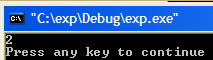 "C:\exp\Debug\exp.exe"
2
Press any key to continue